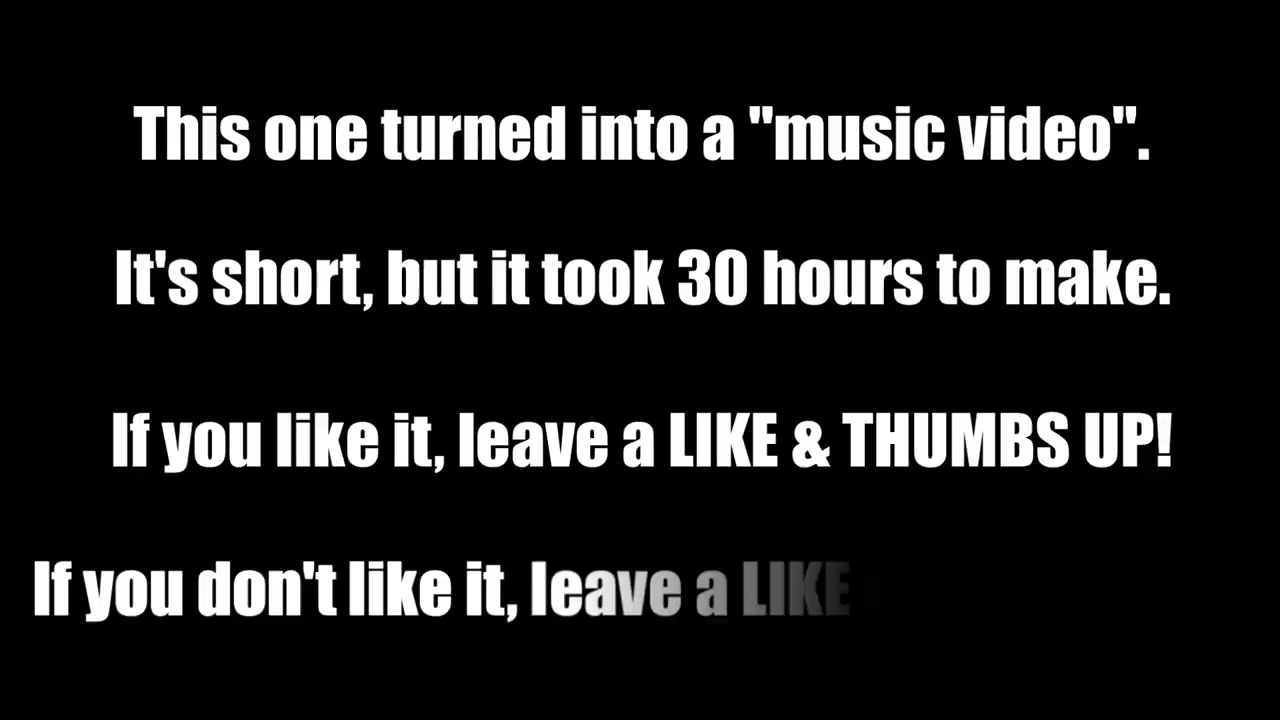 This one turned into a "music video".
It's short, but it took 30 hours to make.
If you like it, leave a LIKE & THUMBS UP!
If you don't like it, leave a LIKE